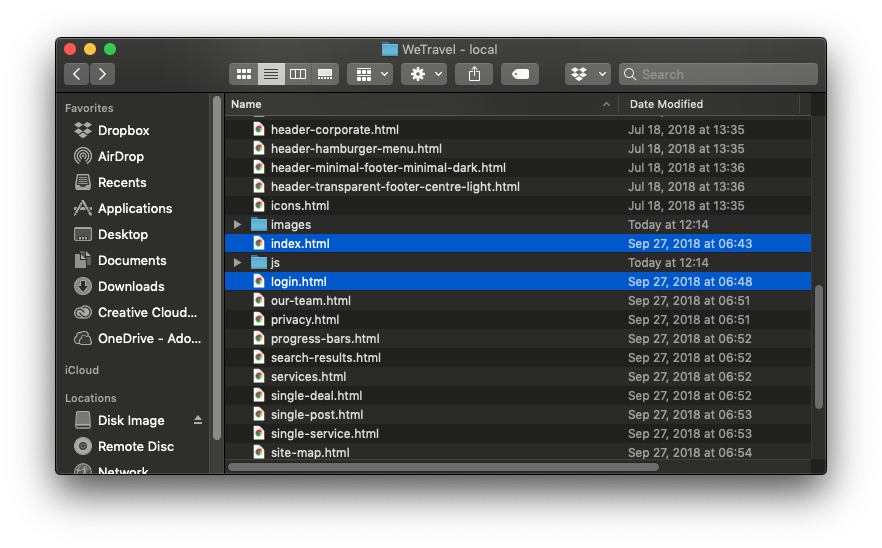 WeTravel - local
Search
Favorites
Dropbox
AirDrop
Recents
Applications
Desktop
Documents
Downloads
Creative Cloud...
OneDrive - Ado...
iCloud
Locations
Disk Image
Remote Disc
Network
Name Date Modified
header-corporate.html Jul 18, 2018 at 13:35
header-hamburger-menu.html Jul 18, 2018 at 13:35
header-minimal-footer-minimal-dark.html Jul 18, 2018 at 13:36
header-transparent-footer-centre-light.html Jul 18, 2018 at 13:36
icons.html Jul 18, 2018 at 13:35
images Today at 12:14
index.html Sep 27, 2018 at 06:43
js Today at 12:14
login.html Sep 27, 2018 at 06:48
our-team.html Sep 27, 2018 at 06:51
privacy.html Sep 27, 2018 at 06:51
progress-bars.html Sep 27, 2018 at 06:52
search-results.html Sep 27, 2018 at 06:52
services.html Sep 27, 2018 at 06:52
single-deal.html Sep 27, 2018 at 06:52
single-post.html Sep 27, 2018 at 06:53
single-service.html Sep 27, 2018 at 06:53
site-map.html Sep 27, 2018 at 06:54